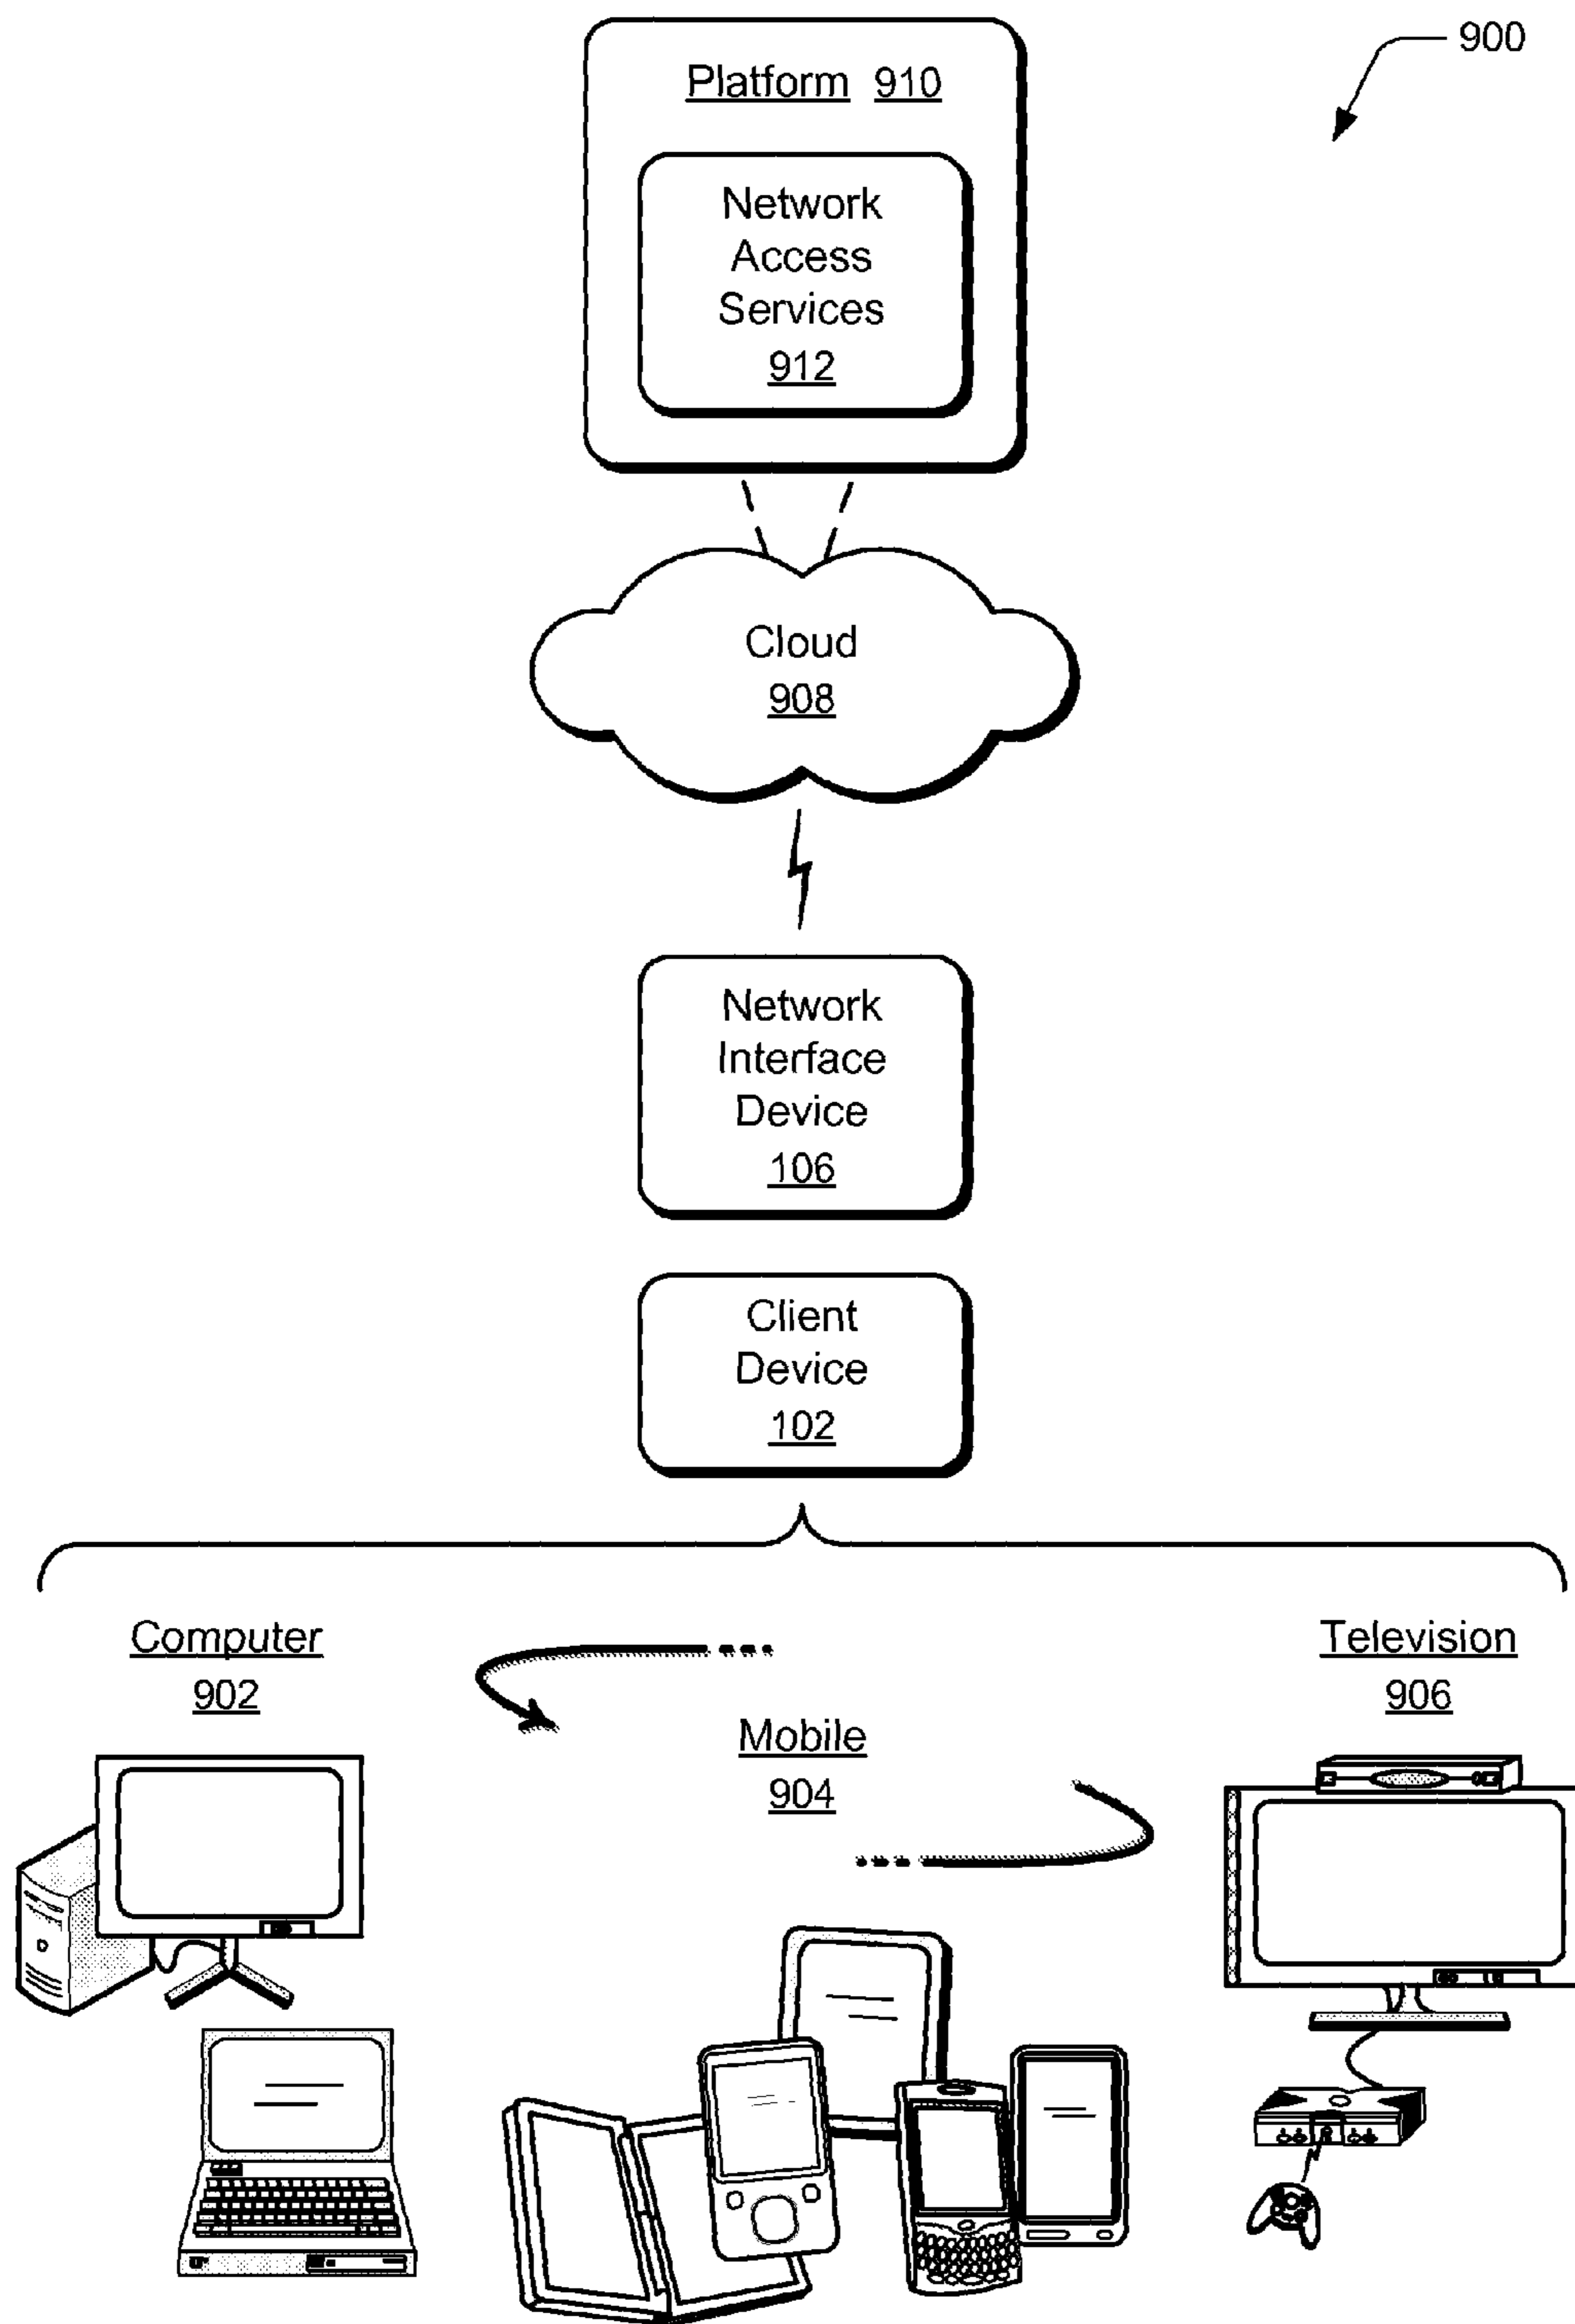 900
Platform 910
Network
Access
Services
912
Cloud
908
Network
Interface
Device
106
Client
Device
102
Computer
902
Mobile
904
Television
906